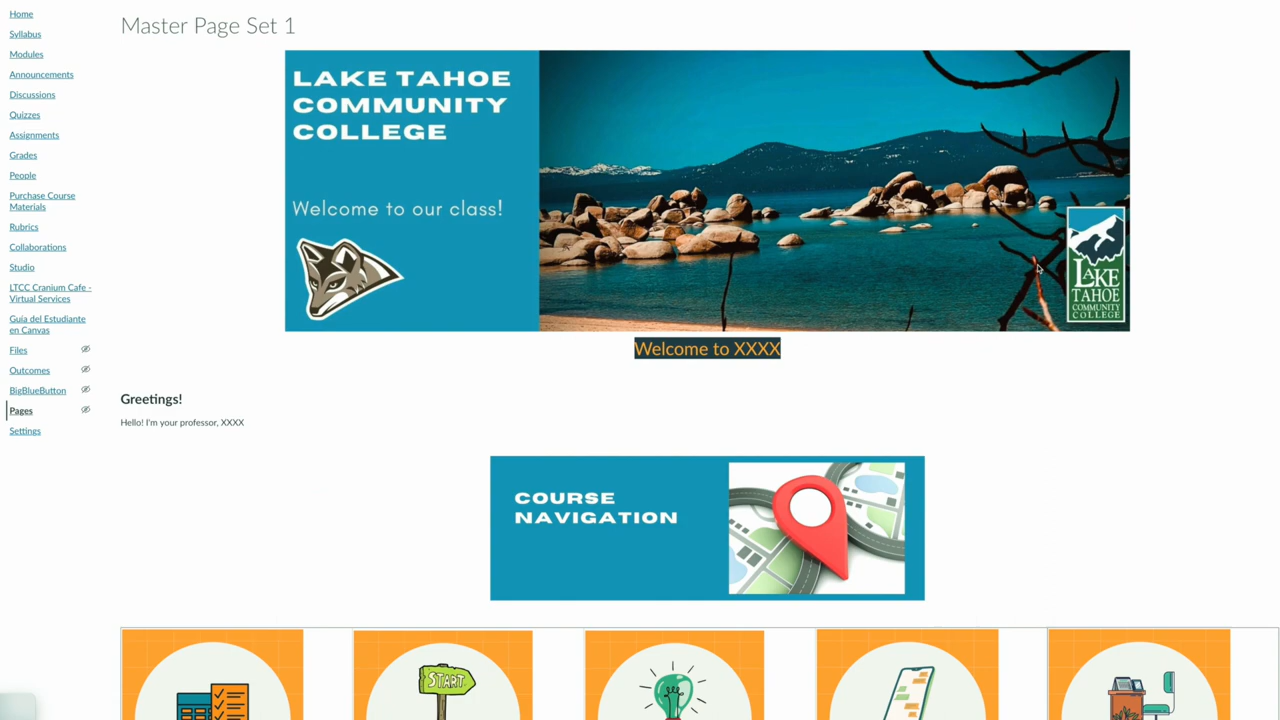 Home
Syllabus
Modules
Announcements
Discussions
Quizzes
Assignments
Grades
People
Purchase Course
Materials
Rubrics
Collaborations
Studio
LTCC Cranium Cafe -
Virtual Services
Guia del Estudiante
en Canvas
Files
Outcomes
BigBlueButton
Pages
Settings
Master Page Set 1
LAKE TAHOE
COMMUNITY
COLLEGE
Welcome to our class!
LAKE
TAHOE
COMMUNITY
COLLEGE
Welcome to XXXX
Greetings!
Hello! I'm your professor, XXXX
COURSE
NAVIGATION
START